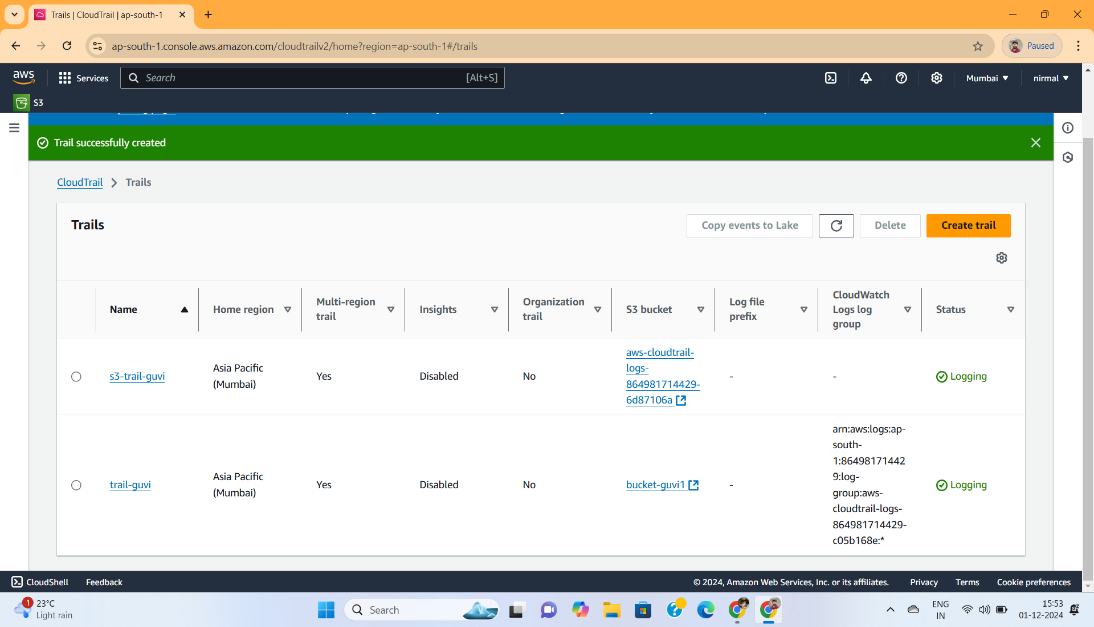 Trails | CloudTrail | ap-south-1
ap-south-1.console.aws.amazon.com/cloudtrailv2/home?region=ap-south-1#/trails
Paused
aws
Services
Search
[Alt+S]
Mumbai
nirmal
S3
Trail successfully created
CloudTrail
Trails
Trails
Copy events to Lake
Delete
Create trail
Name
Home region
Multi-region
trail
Insights
Organization
trail
S3 bucket
Log file
prefix
CloudWatch
Logs log
group
Status
s3-trail-guvi
Asia Pacific
(Mumbai)
Yes
Disabled
No
aws-cloudtrail-
logs-
864981714429-
6d87106a
-
-
Logging
trail-guvi
Asia Pacific
(Mumbai)
Yes
Disabled
No
bucket-guvi1
-
arn:aws:logs:ap-
south-
1:86498171442
9:log-
group:aws-
cloudtrail-logs-
864981714429-
c05b168e:*
Logging
CloudShell
Feedback
© 2024, Amazon Web Services, Inc. or its affiliates.
Privacy
Terms
Cookie preferences
1
23°C
Light rain
Search
ENG
IN
15:53
01-12-2024